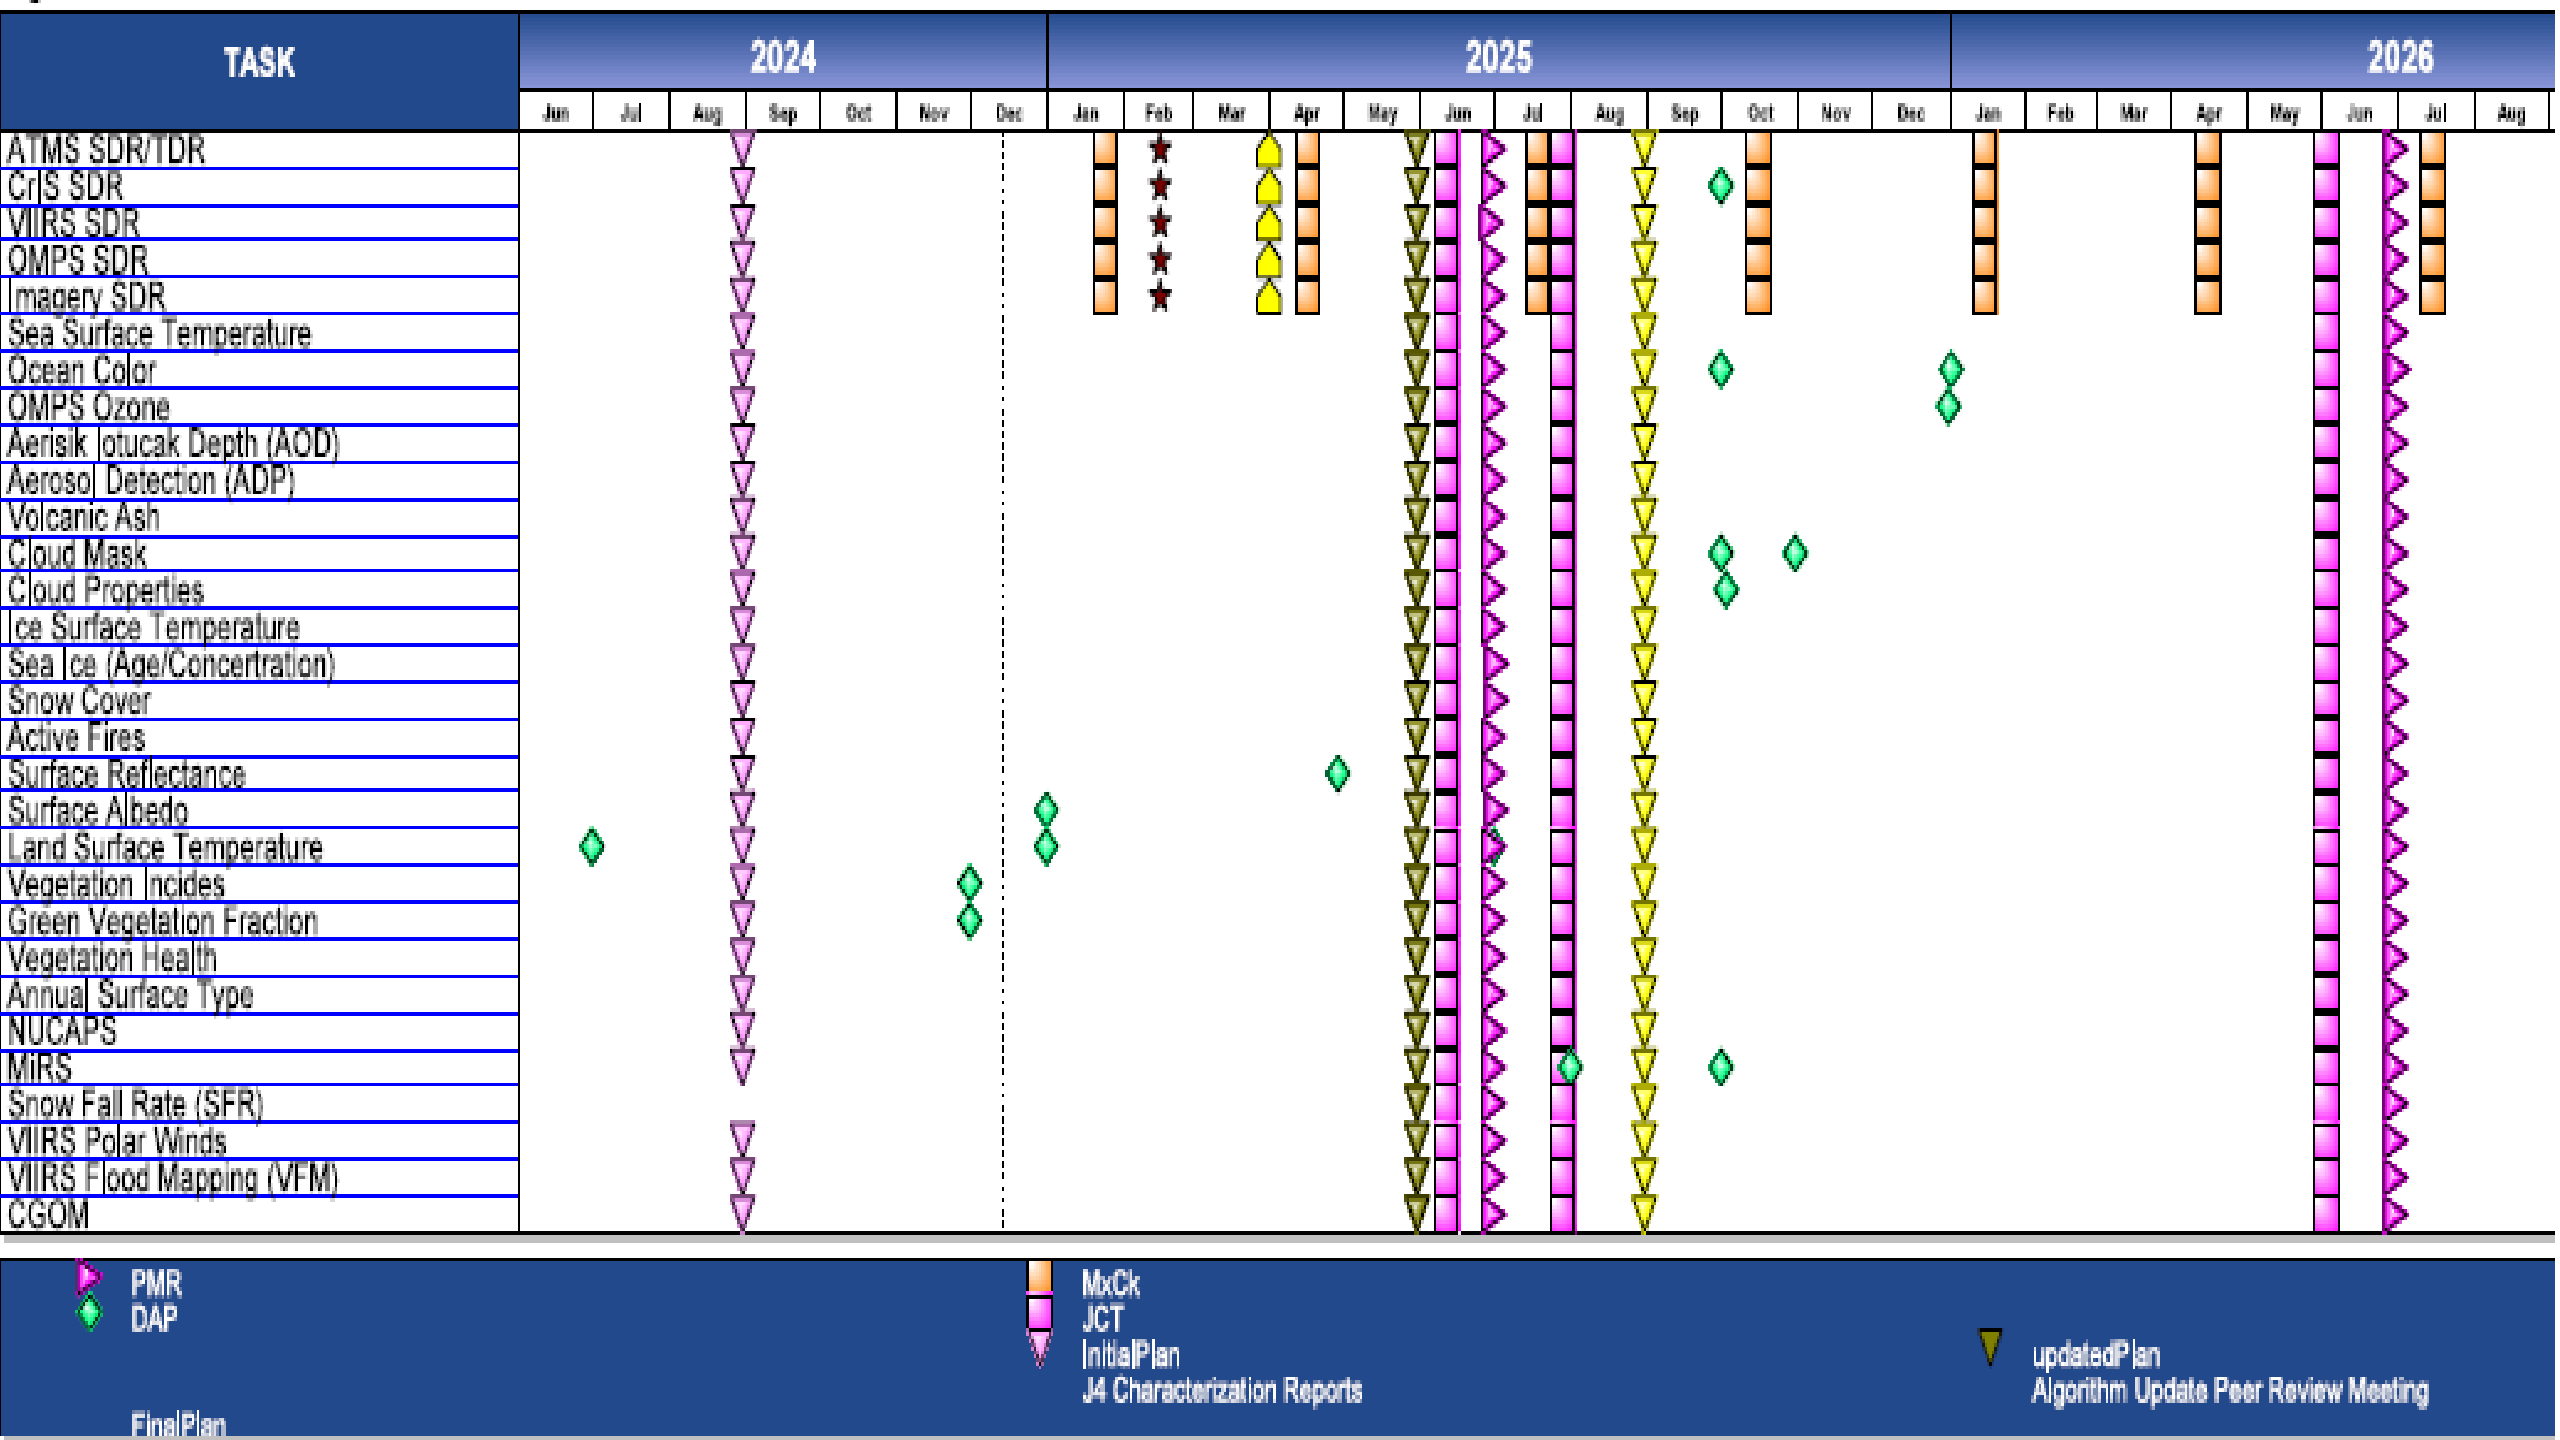 TASK 2024 2025 2026
Jun Jul Aug Sep Oct Nov Dec Jan Feb Mar Apr May Jun Jul Aug Sep Oct Nov Dec Jan Feb Mar Apr May Jun Jul Aug
ATMS SDR/TDR
CrIS SDR
VIIRS SDR
OMPS SDR
Imagery SDR
Sea Surface Temperature
Ocean Color
OMPS Ozone
Aerisik Iotucak Depth (AOD)
Aerosol Detection (ADP)
Volcanic Ash
Cloud Mask
Cloud Properties
Ice Surface Temperature
Sea Ice (Age/Concertration)
Snow Cover
Active Fires
Surface Reflectance
Surface Albedo
Land Surface Temperature
Vegetation Incides
Green Vegetation Fraction
Vegetation Health
Annual Surface Type
NUCAPS
MiRS
Snow Fall Rate (SFR)
VIIRS Polar Winds
VIIRS Flood Mapping (VFM)
CGOM
PMR MxCk
DAP JCT
InitialPlan updatedPlan
J4 Characterization Reports Algorithm Update Peer Review Meeting
FinalPlan